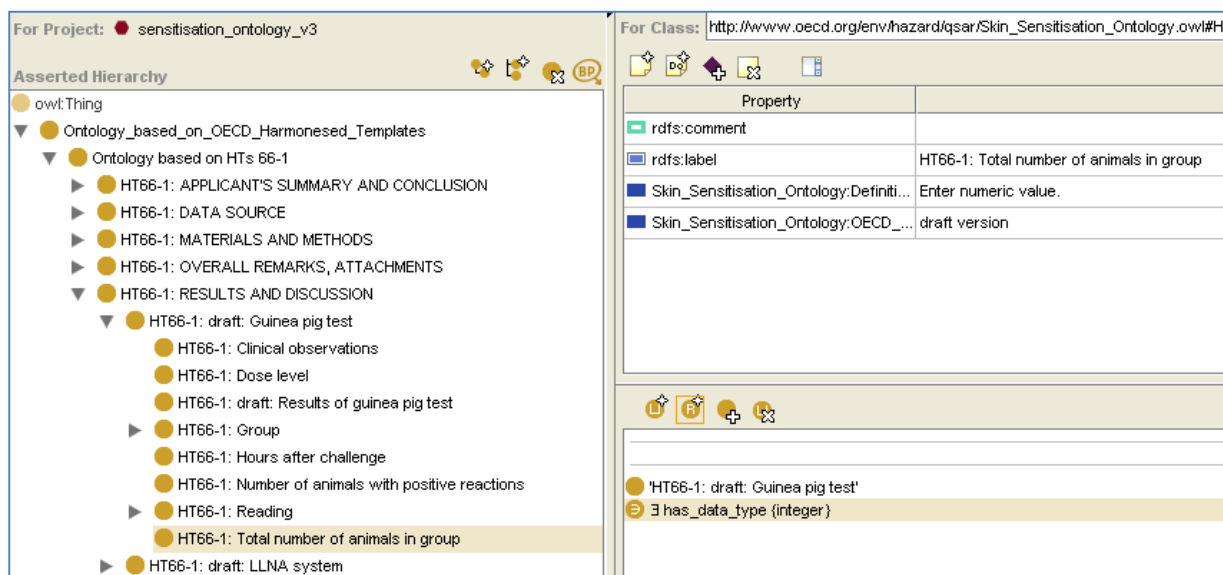 For Project: sensitisation_ontology_v3
Asserted Hierarchy
BP
owl:Thing
Ontology_based_on_OECD_Harmonesed_Templates
Ontology based on HTs 66-1
HT66-1: APPLICANT'S SUMMARY AND CONCLUSION
HT66-1: DATA SOURCE
HT66-1: MATERIALS AND METHODS
HT66-1: OVERALL REMARKS, ATTACHMENTS
HT66-1: RESULTS AND DISCUSSION
HT66-1: draft: Guinea pig test
HT66-1: Clinical observations
HT66-1: Dose level
HT66-1: draft: Results of guinea pig test
HT66-1: Group
HT66-1: Hours after challenge
HT66-1: Number of animals with positive reactions
HT66-1: Reading
HT66-1: Total number of animals in group
HT66-1: draft: LLNA system
For Class: http://www.oecd.org/env/hazard/qsar/Skin_Sensitisation_Ontology.owl#H
Property
rdfs:comment
rdfs:label HT66-1: Total number of animals in group
Skin_Sensitisation_Ontology:Definiti... Enter numeric value.
Skin_Sensitisation_Ontology:OECD_... draft version
R
'HT66-1: draft: Guinea pig test'
∃ has_data_type {integer}